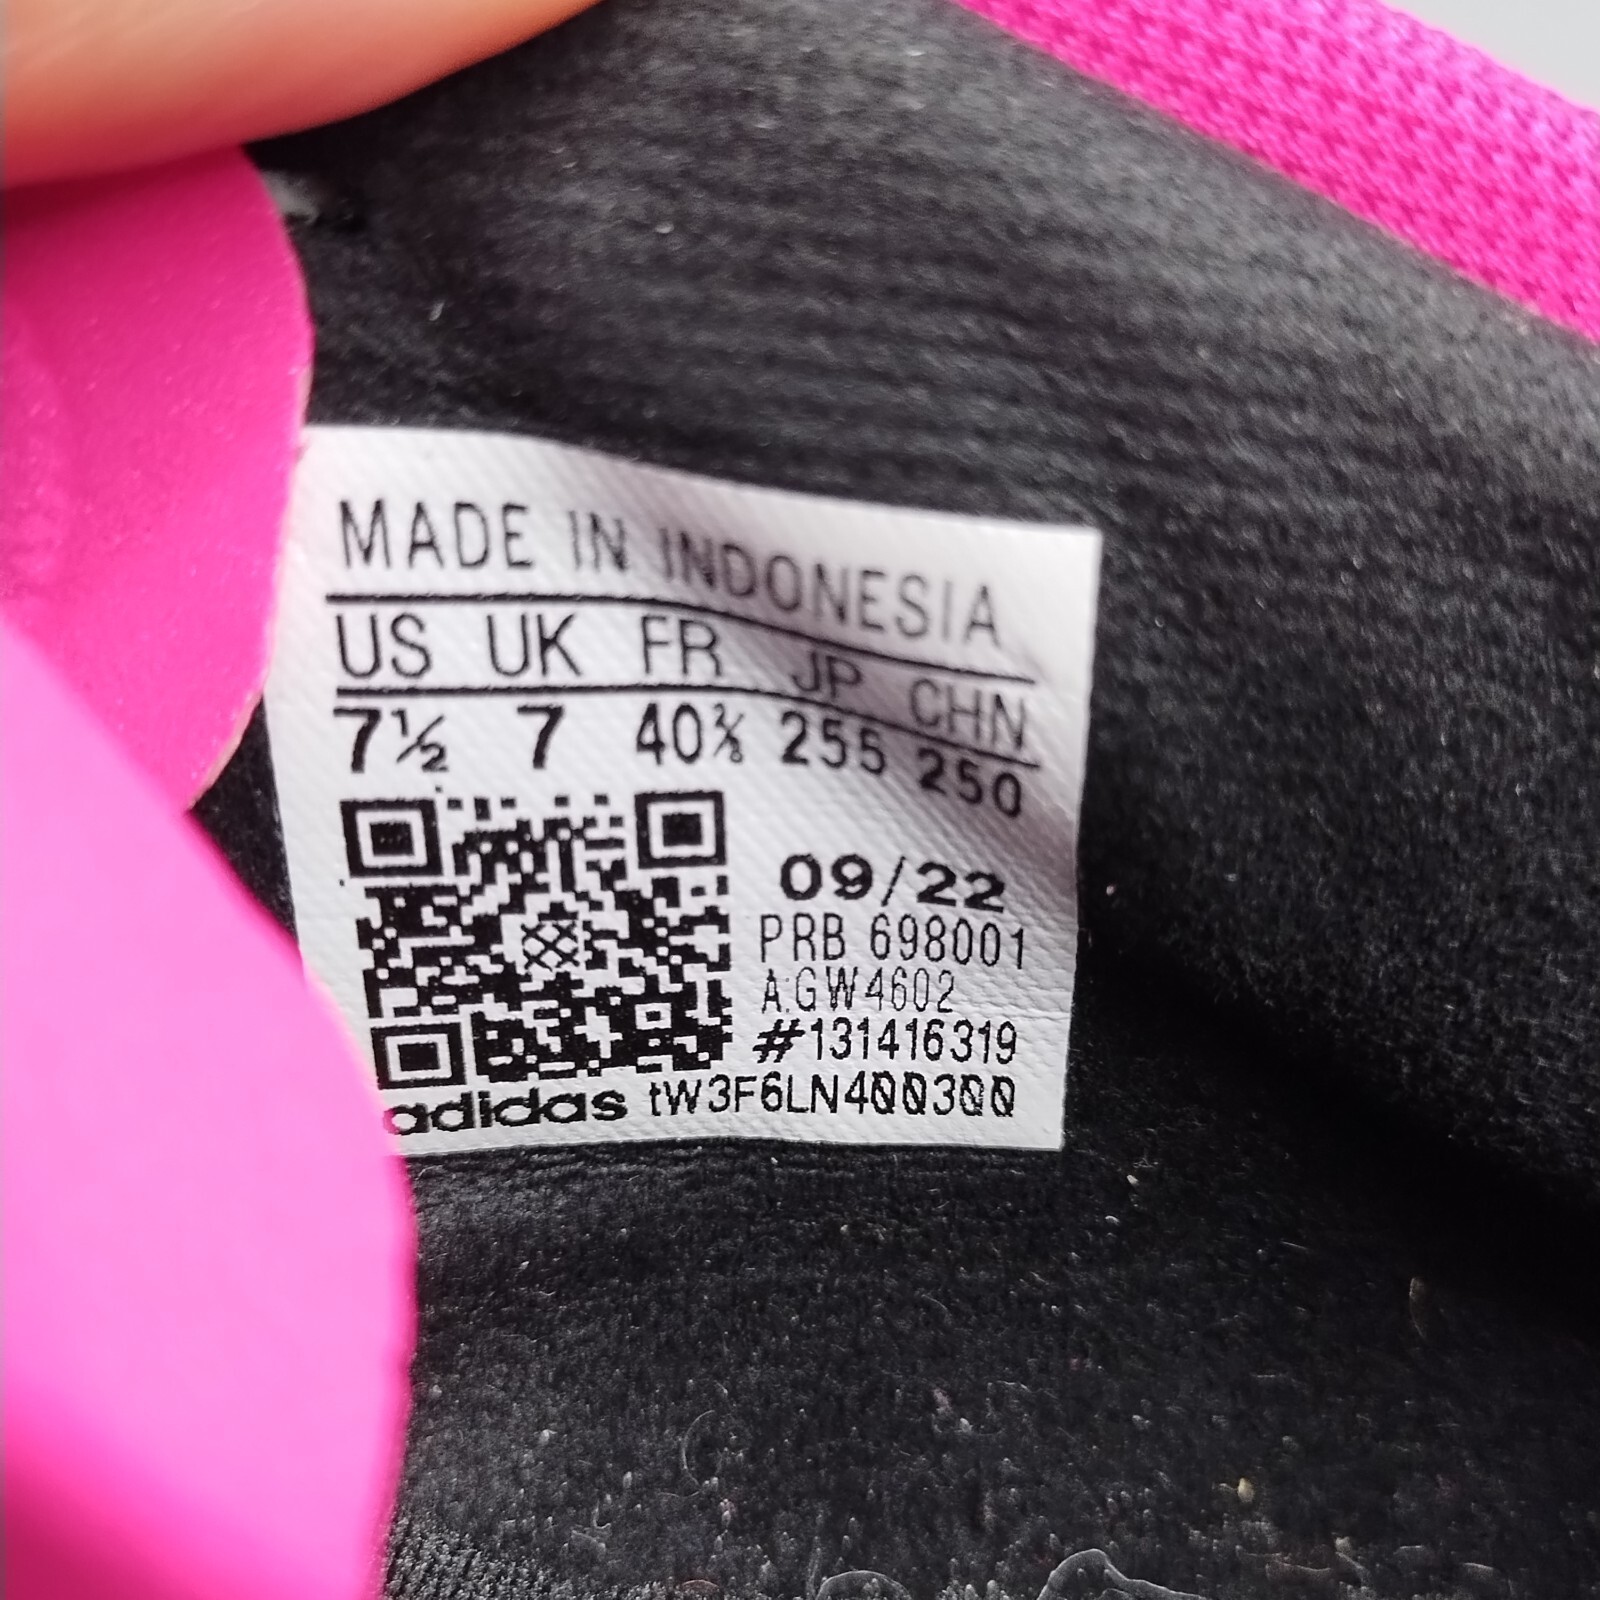 MADE IN INDONESIA
US UK FR JP CHN
7½ 7 40⅔ 255 250
09/22
PRB 698001
A:GW4602
#131416319
adidas tW3F6LN400300